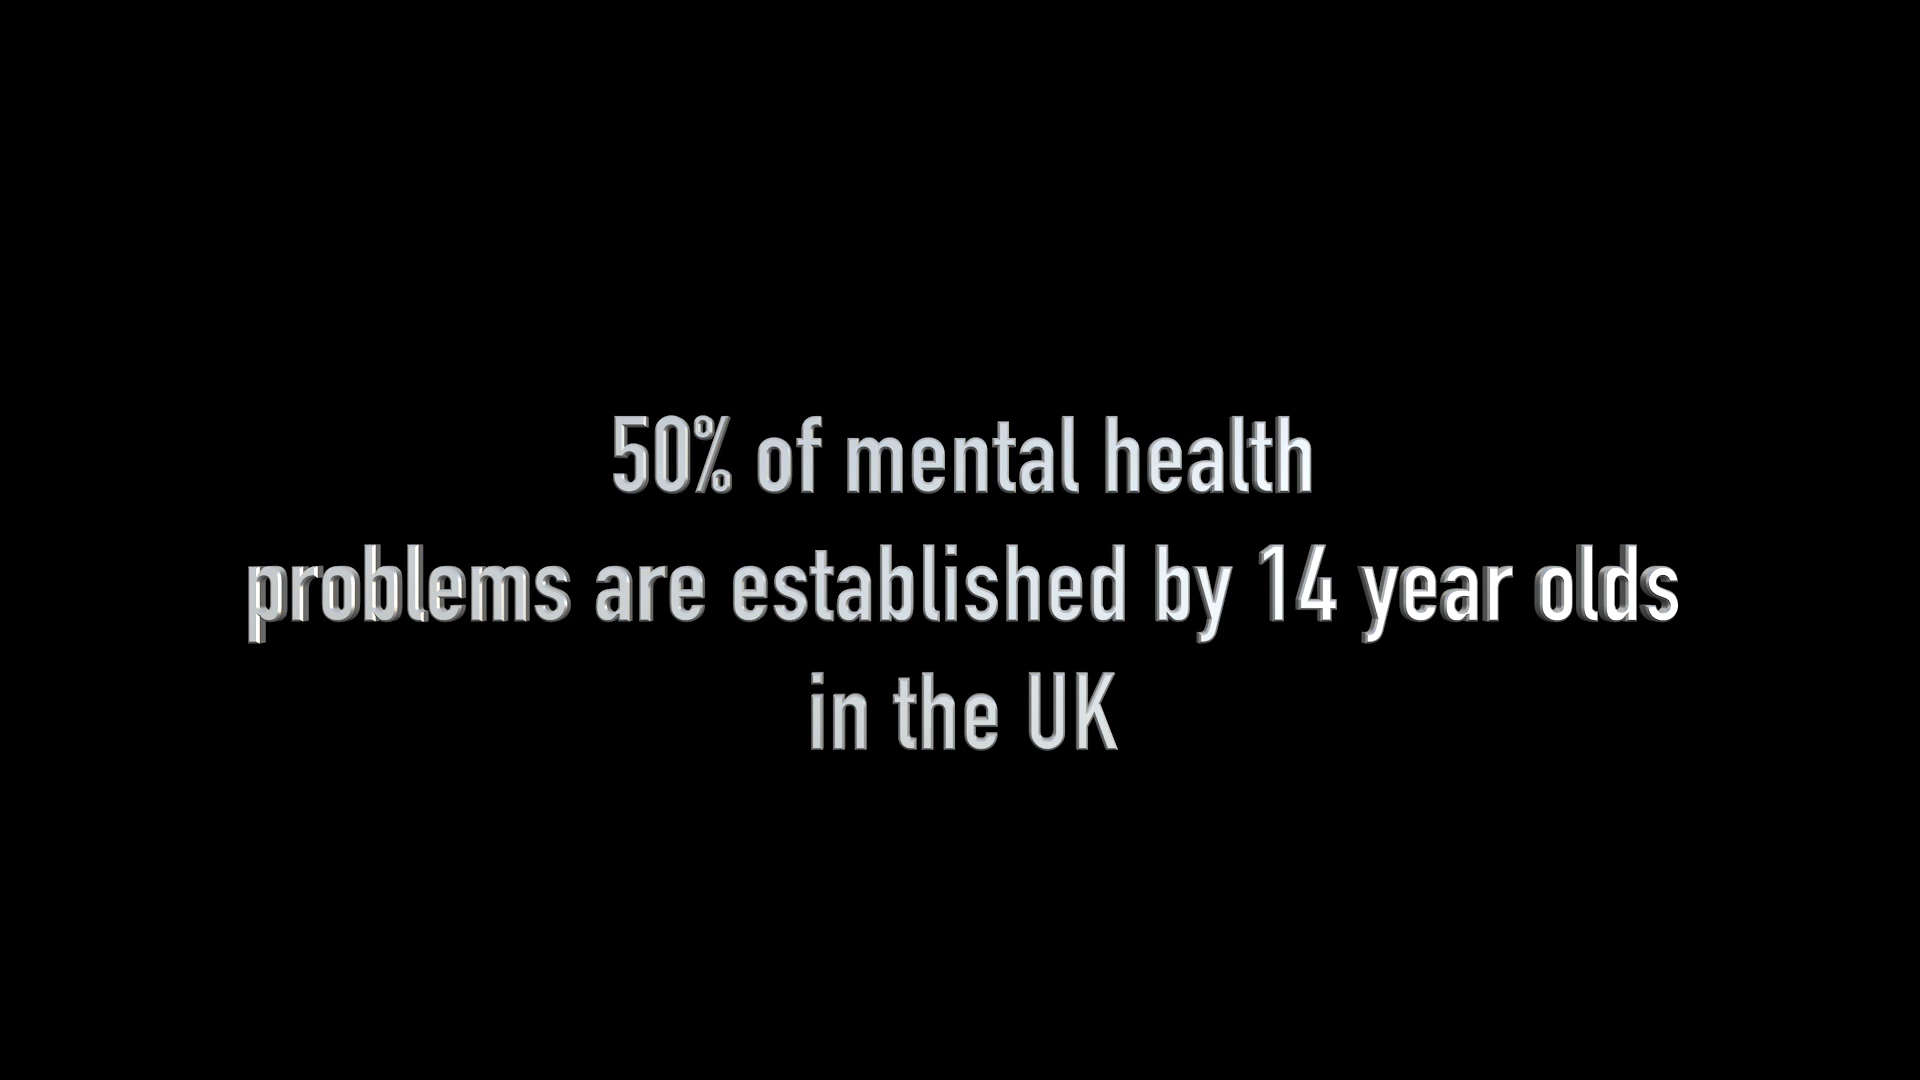 50% of mental health
problems are established by 14 year olds
in the UK